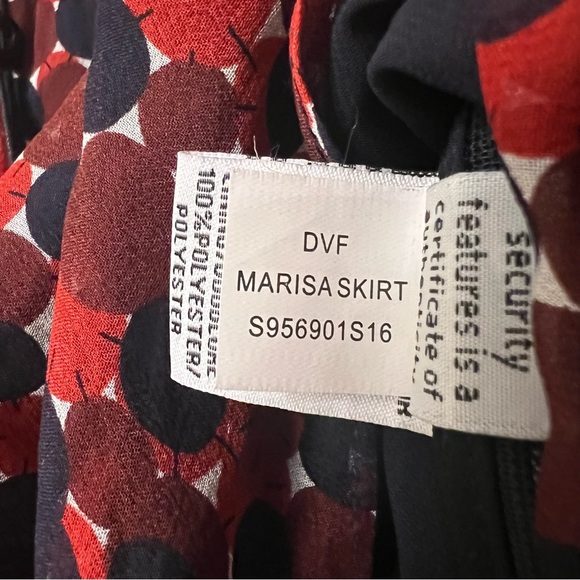 DVF
MARISA SKIRT
S956901S16
100% POLYESTER/
POLYESTER
security
features is a
certificate of